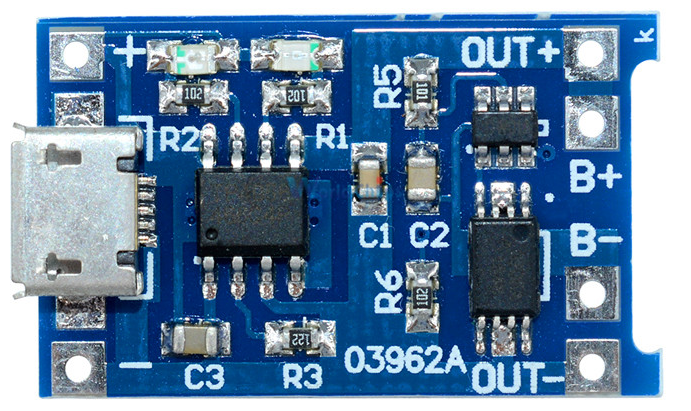 + OUT+ k
102 102 R5 101
R2 R1
B+
C1 C2
B-
R6 102
C3 122 R3 03962A
- OUT-